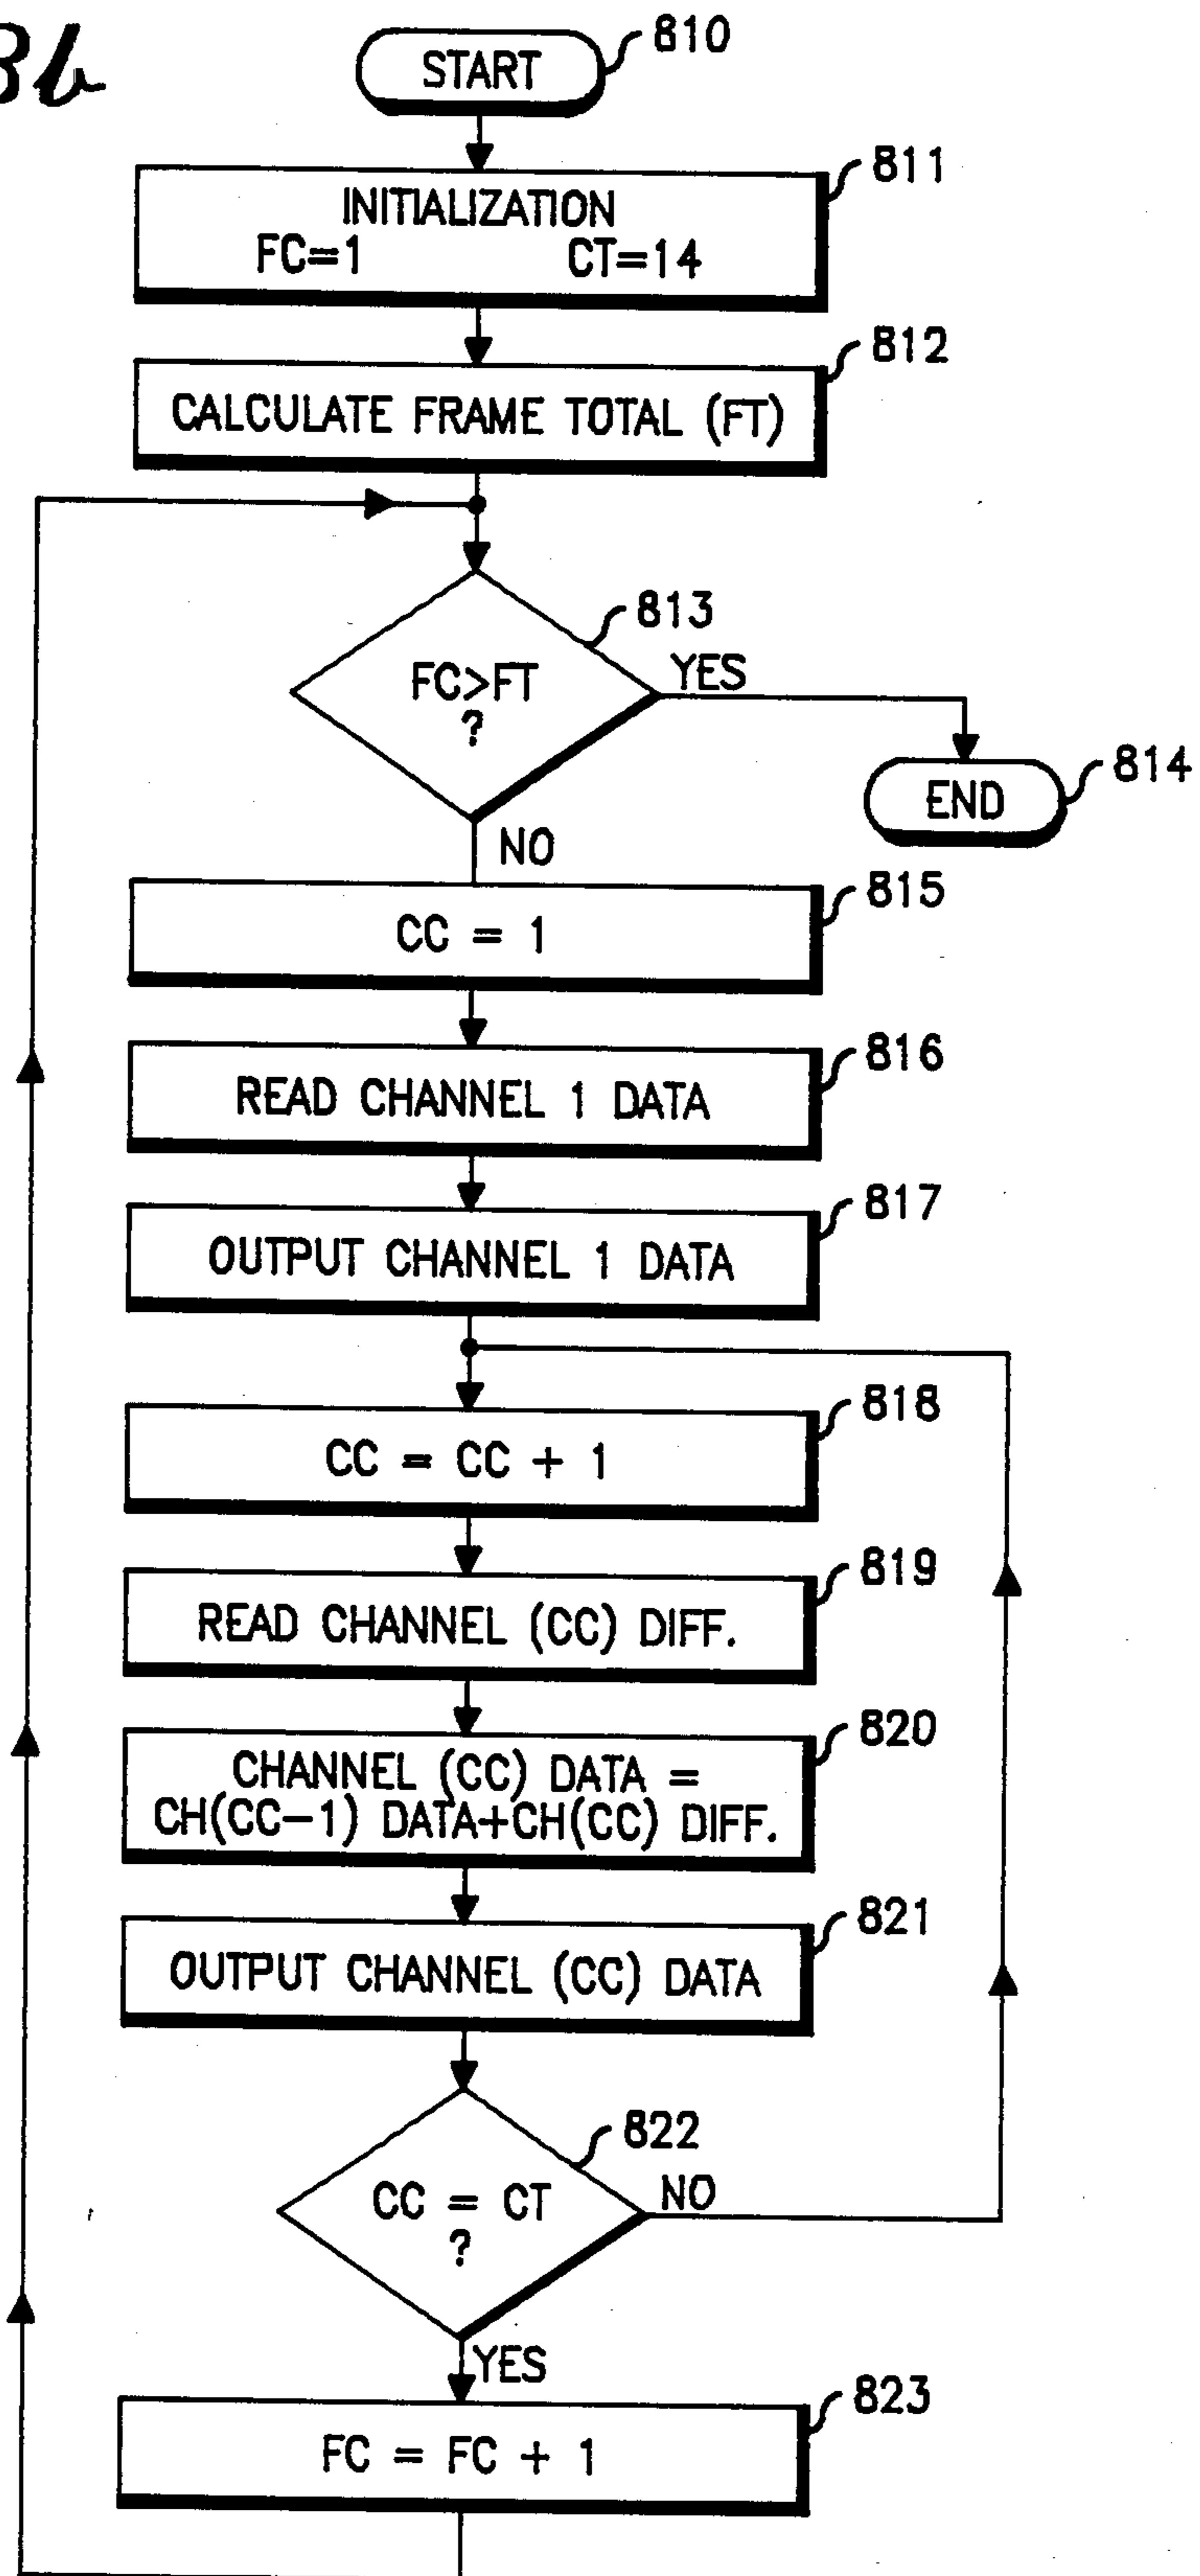 8b
START
810
INITIALIZATION
FC=1 CT=14
811
CALCULATE FRAME TOTAL (FT)
812
FC>FT
?
813
YES
END
814
NO
CC = 1
815
READ CHANNEL 1 DATA
816
OUTPUT CHANNEL 1 DATA
817
CC = CC + 1
818
READ CHANNEL (CC) DIFF.
819
CHANNEL (CC) DATA =
CH(CC-1) DATA+CH(CC) DIFF.
820
OUTPUT CHANNEL (CC) DATA
821
CC = CT
?
822
NO
YES
FC = FC + 1
823